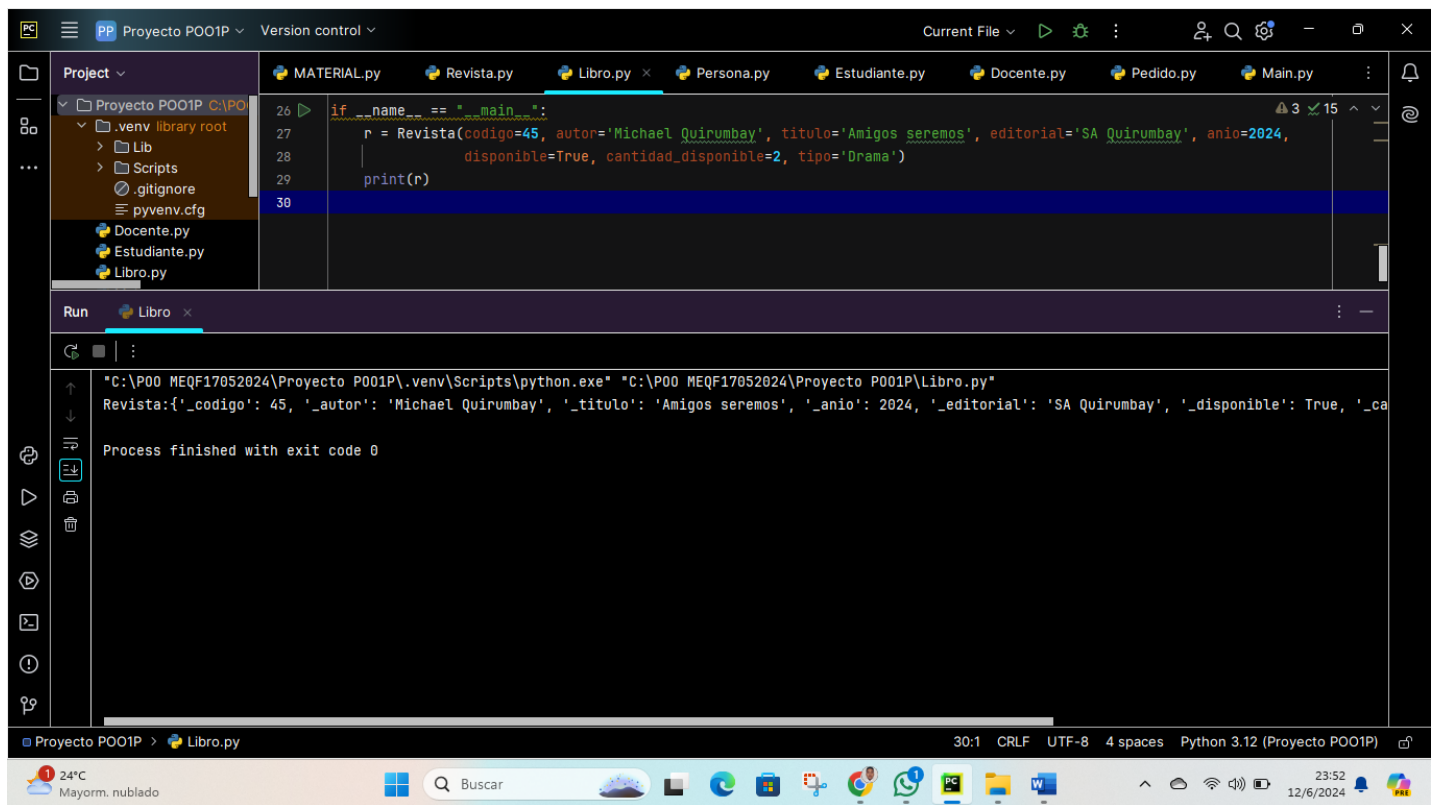 PC
PP Proyecto POO1P Version control Current File
Project
MATERIAL.py Revista.py Libro.py Persona.py Estudiante.py Docente.py Pedido.py Main.py
Proyecto POO1P C:\PO
.venv library root
Lib
Scripts
.gitignore
pyvenv.cfg
Docente.py
Estudiante.py
Libro.py
3 15
26 if __name__ == "__main__":
27 r = Revista(codigo=45, autor='Michael Quirumbay', titulo='Amigos seremos', editorial='SA Quirumbay', anio=2024,
28 disponible=True, cantidad_disponible=2, tipo='Drama')
29 print(r)
30
Run Libro
"C:\POO MEQF17052024\Proyecto POO1P\.venv\Scripts\python.exe" "C:\POO MEQF17052024\Proyecto POO1P\Libro.py"
Revista:{'_codigo': 45, '_autor': 'Michael Quirumbay', '_titulo': 'Amigos seremos', '_anio': 2024, '_editorial': 'SA Quirumbay', '_disponible': True, '_ca
Process finished with exit code 0
Proyecto POO1P > Libro.py 30:1 CRLF UTF-8 4 spaces Python 3.12 (Proyecto POO1P)
1 24°C
Mayorm. nublado
Buscar
1
PC
W
23:52
12/6/2024
PRE